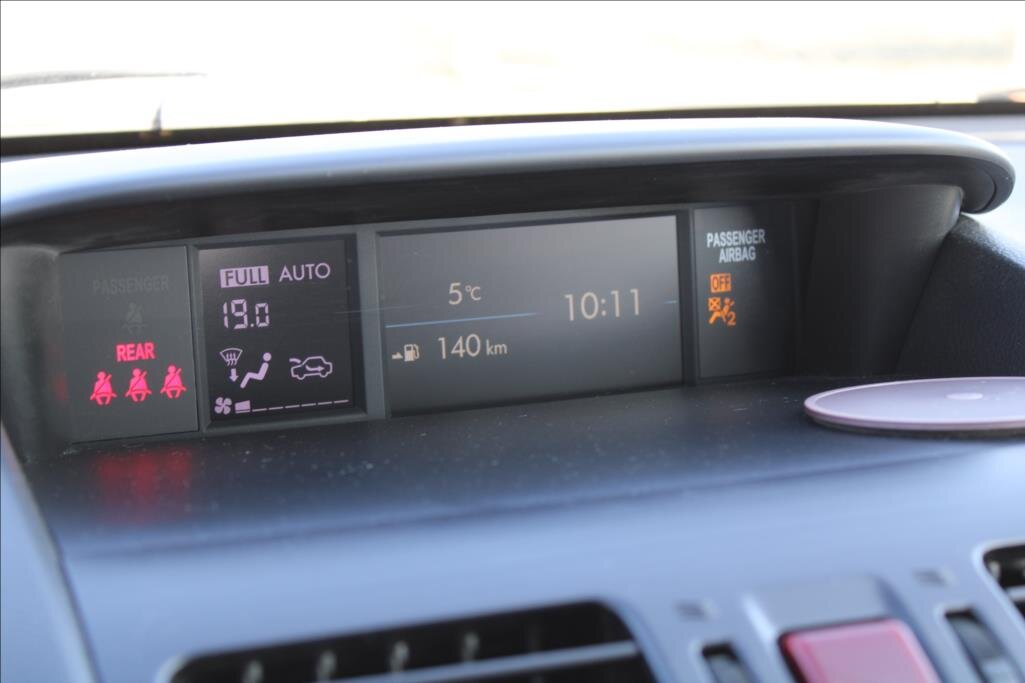 PASSENGER
REAR
FULL AUTO
19.0
5°C
10:11
140 km
PASSENGER
AIRBAG
OFF
2